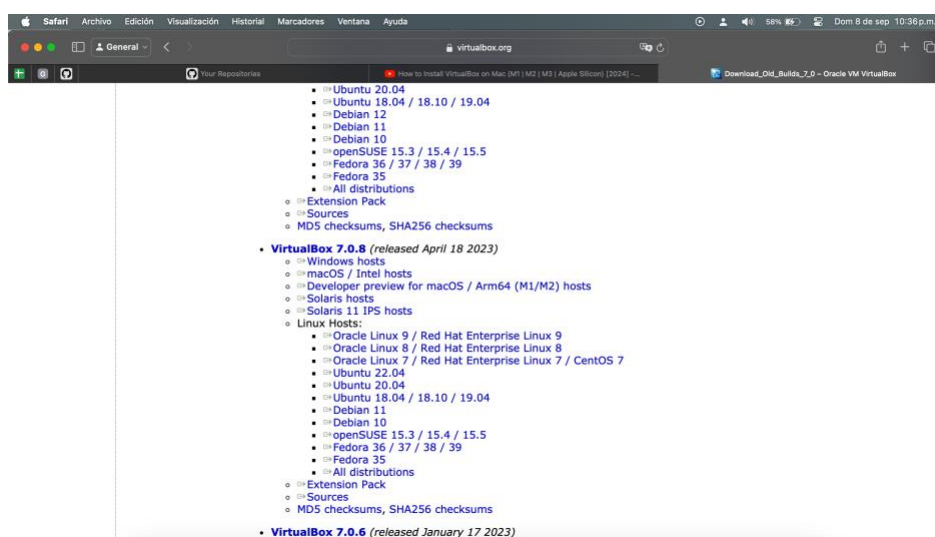 Safari Archivo Edición Visualización Historial Marcadores Ventana Ayuda 58% Dom 8 de sep 10:36p.m.
General virtualbox.org
G Your Repositories How to Install VirtualBox on Mac (M1 | M2 | M3 | Apple Silicon) [2024] -... Download_Old_Builds_7_0 – Oracle VM VirtualBox
Ubuntu 20.04
Ubuntu 18.04 / 18.10 / 19.04
Debian 12
Debian 11
Debian 10
openSUSE 15.3 / 15.4 / 15.5
Fedora 36 / 37 / 38 / 39
Fedora 35
All distributions
Extension Pack
Sources
MD5 checksums, SHA256 checksums
VirtualBox 7.0.8 (released April 18 2023)
Windows hosts
macOS / Intel hosts
Developer preview for macOS / Arm64 (M1/M2) hosts
Solaris hosts
Solaris 11 IPS hosts
Linux Hosts:
Oracle Linux 9 / Red Hat Enterprise Linux 9
Oracle Linux 8 / Red Hat Enterprise Linux 8
Oracle Linux 7 / Red Hat Enterprise Linux 7 / CentOS 7
Ubuntu 22.04
Ubuntu 20.04
Ubuntu 18.04 / 18.10 / 19.04
Debian 11
Debian 10
openSUSE 15.3 / 15.4 / 15.5
Fedora 36 / 37 / 38 / 39
Fedora 35
All distributions
Extension Pack
Sources
MD5 checksums, SHA256 checksums
VirtualBox 7.0.6 (released January 17 2023)